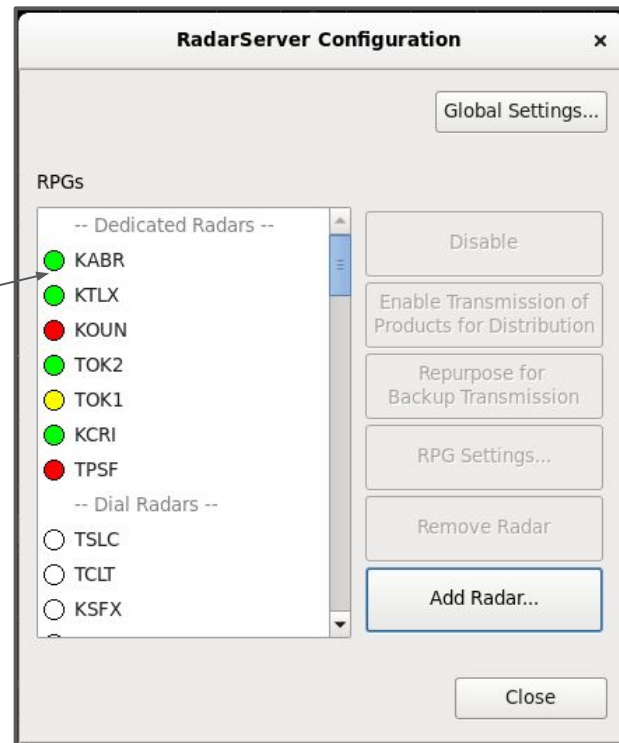 RadarServer Configuration ×
Global Settings...
RPGs
-- Dedicated Radars --
KABR
KTLX
KOUN
TOK2
TOK1
KCRI
TPSF
-- Dial Radars --
TSLC
TCLT
KSFX
Disable
Enable Transmission of
Products for Distribution
Repurpose for
Backup Transmission
RPG Settings...
Remove Radar
Add Radar...
Close